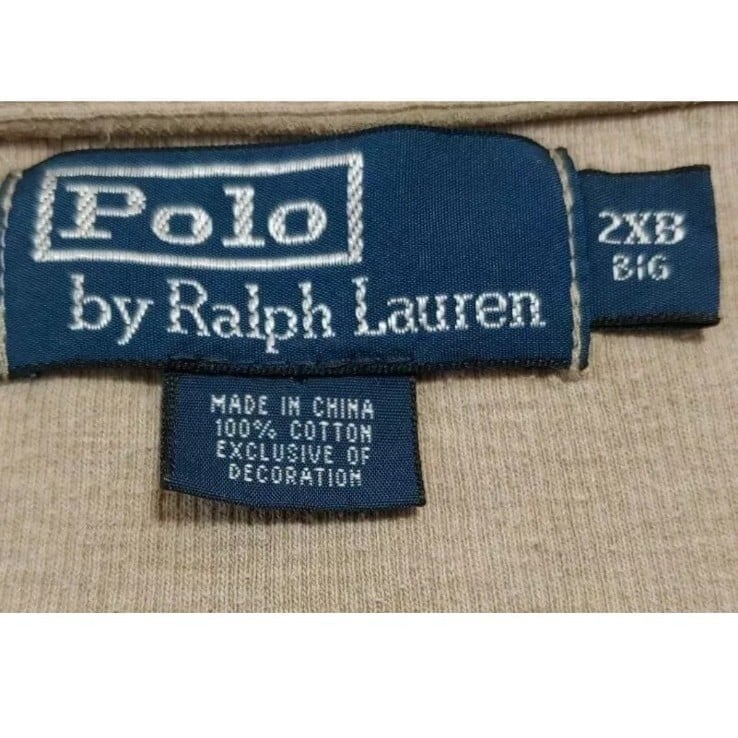 Polo
by Ralph Lauren
2XB
BIG
MADE IN CHINA
100% COTTON
EXCLUSIVE OF
DECORATION